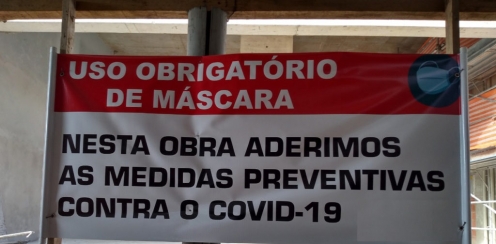 USO OBRIGATÓRIO
DE MÁSCARA
NESTA OBRA ADERIMOS
AS MEDIDAS PREVENTIVAS
CONTRA O COVID-19